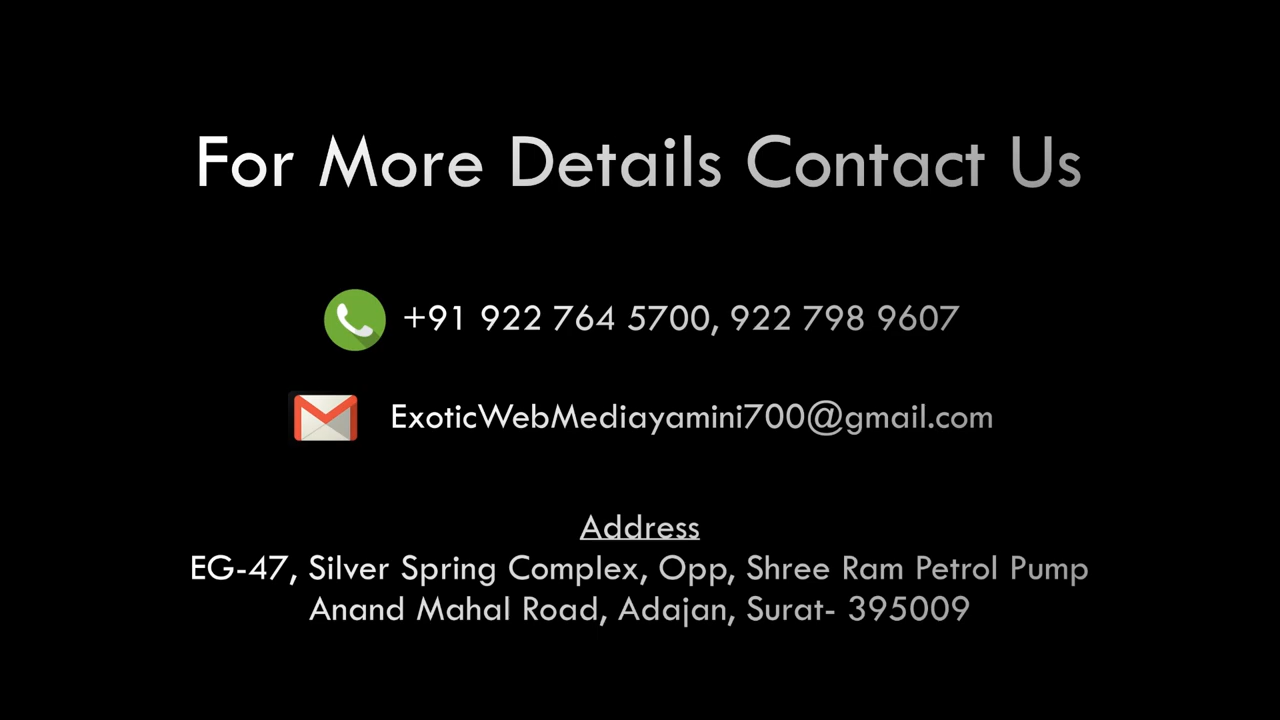 For More Details Contact Us
+91 922 764 5700, 922 798 9607
ExoticWebMediayamini700@gmail.com
Address
EG-47, Silver Spring Complex, Opp, Shree Ram Petrol Pump
Anand Mahal Road, Adajan, Surat- 395009